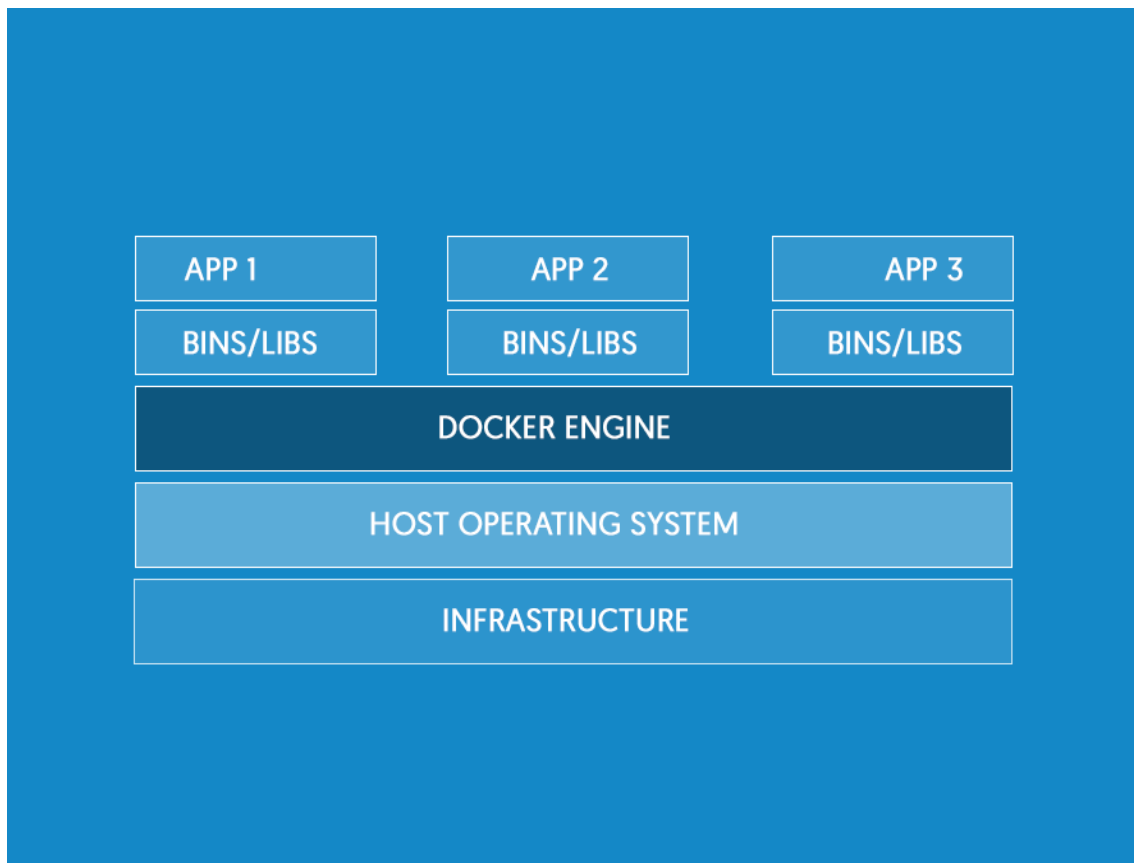 APP 1
APP 2
APP 3
BINS/LIBS
BINS/LIBS
BINS/LIBS
DOCKER ENGINE
HOST OPERATING SYSTEM
INFRASTRUCTURE